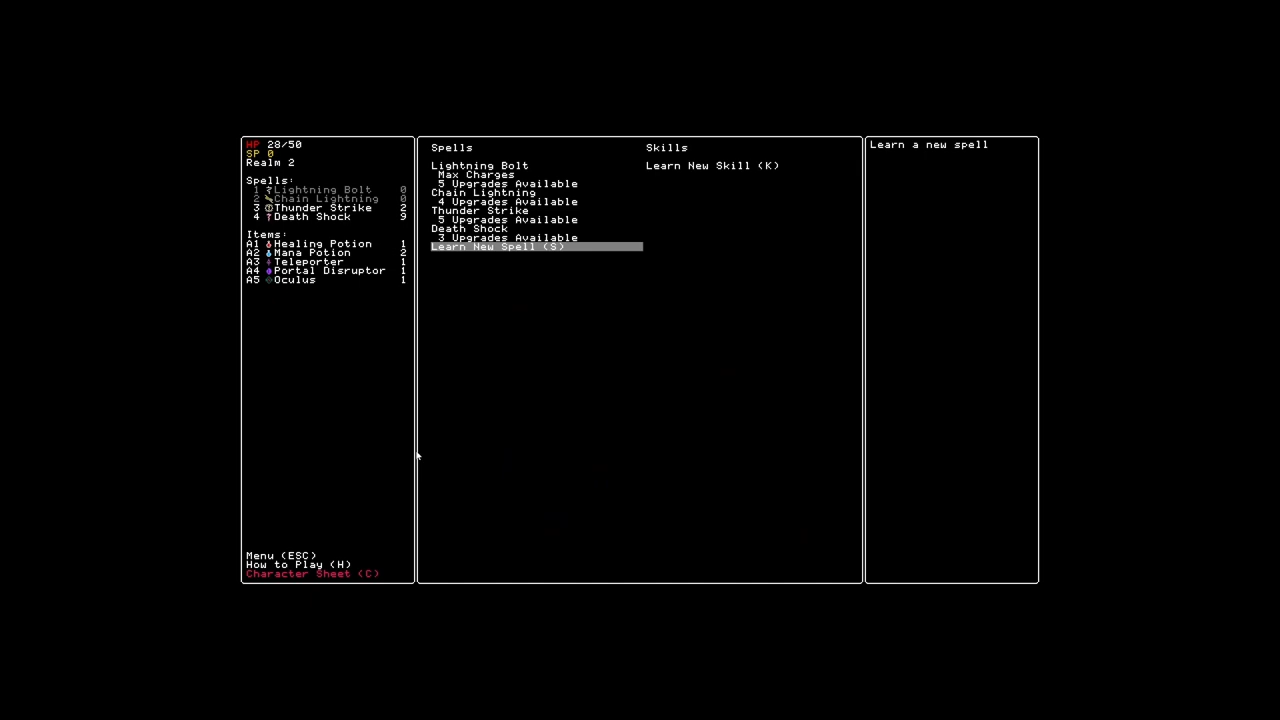 HP 28/50
SP 0
Realm 2
Spells:
1 Lightning Bolt 0
2 Chain Lightning 0
3 Thunder Strike 2
4 Death Shock 9
Items:
A1 Healing Potion 1
A2 Mana Potion 2
A3 Teleporter 1
A4 Portal Disruptor 1
A5 Oculus 1
Menu (ESC)
How to Play (H)
Character Sheet (C)
Spells
Lightning Bolt
Max Charges
5 Upgrades Available
Chain Lightning
4 Upgrades Available
Thunder Strike
5 Upgrades Available
Death Shock
3 Upgrades Available
Learn New Spell (S)
Skills
Learn New Skill (K)
Learn a new spell